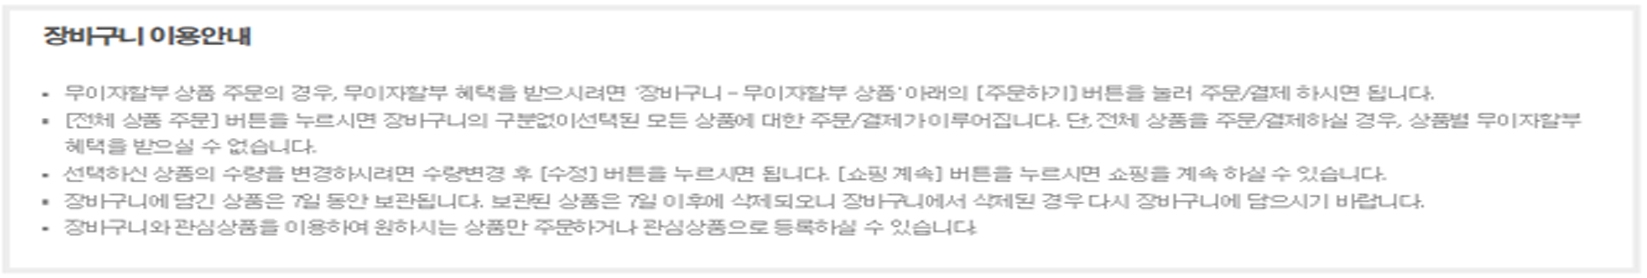 장바구니 이용안내
• 무이자할부 상품 주문의 경우, 무이자할부 혜택을 받으시려면 '장바구니 - 무이자할부 상품' 아래의 [주문하기] 버튼을 눌러 주문/결제 하시면 됩니다.
• [전체 상품 주문] 버튼을 누르시면 장바구니의 구분없이 선택된 모든 상품에 대한 주문/결제가 이루어집니다. 단, 전체 상품을 주문/결제하실 경우, 상품별 무이자할부
혜택을 받으실 수 없습니다.
• 선택하신 상품의 수량을 변경하시려면 수량변경 후 [수정] 버튼을 누르시면 됩니다. [쇼핑 계속] 버튼을 누르시면 쇼핑을 계속 하실 수 있습니다.
• 장바구니에 담긴 상품은 7일 동안 보관됩니다. 보관된 상품은 7일 이후에 삭제되오니 장바구니에서 삭제된 경우 다시 장바구니에 담으시기 바랍니다.
• 장바구니와 관심상품을 이용하여 원하시는 상품만 주문하거나 관심상품으로 등록하실 수 있습니다.